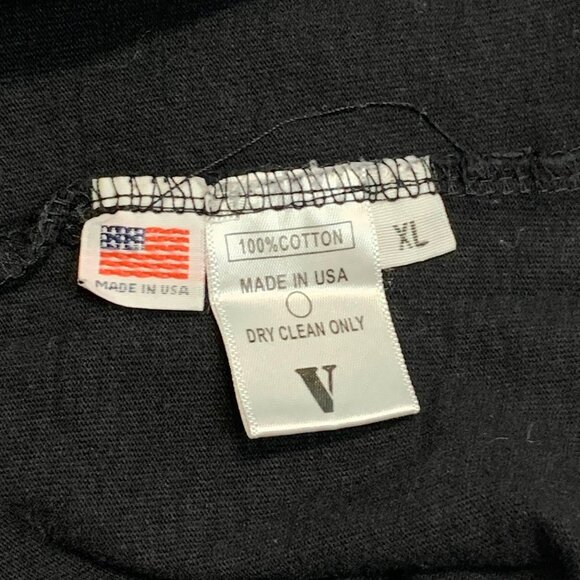 MADE IN USA
100%COTTON
MADE IN USA
DRY CLEAN ONLY
V
XL